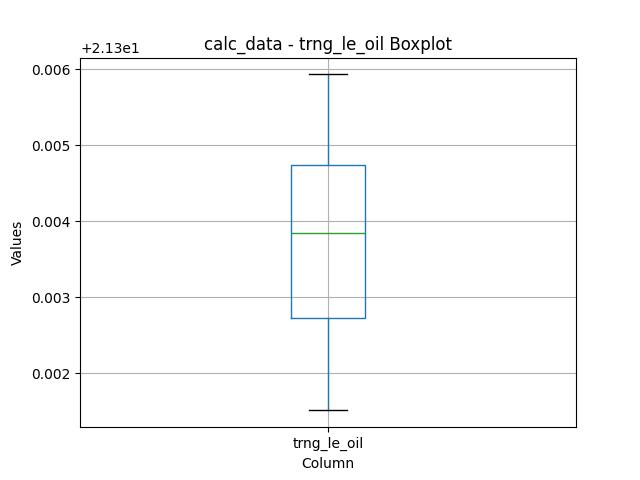 calc_data - trng_le_oil Boxplot
+2.13e1
0.006
0.005
0.004
0.003
0.002
Values
trng_le_oil
Column